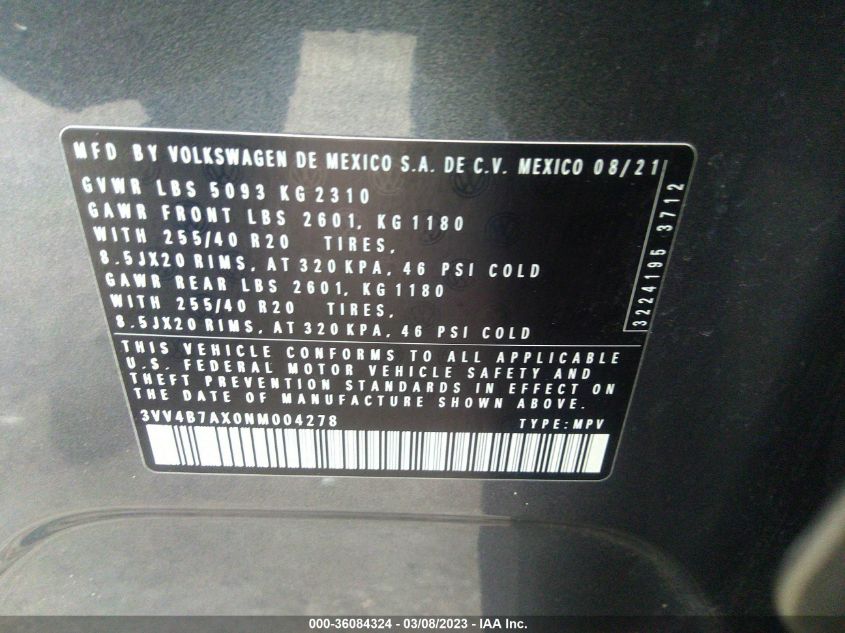 MFD BY VOLKSWAGEN DE MEXICO S.A. DE C.V. MEXICO 08/21
GVWR LBS 5093 KG 2310
GAWR FRONT LBS 2601, KG 1180
WITH 255/40 R20 TIRES,
8.5JX20 RIMS, AT 320 KPA, 46 PSI COLD
GAWR REAR LBS 2601, KG 1180
WITH 255/40 R20 TIRES,
8.5JX20 RIMS, AT 320 KPA, 46 PSI COLD
3224195 3712
THIS VEHICLE CONFORMS TO ALL APPLICABLE
U.S. FEDERAL MOTOR VEHICLE SAFETY AND
THEFT PREVENTION STANDARDS IN EFFECT ON
THE DATE OF MANUFACTURE SHOWN ABOVE.
3VV4B7AX0NM004278 TYPE:MPV
000-36084324 - 03/08/2023 - IAA Inc.